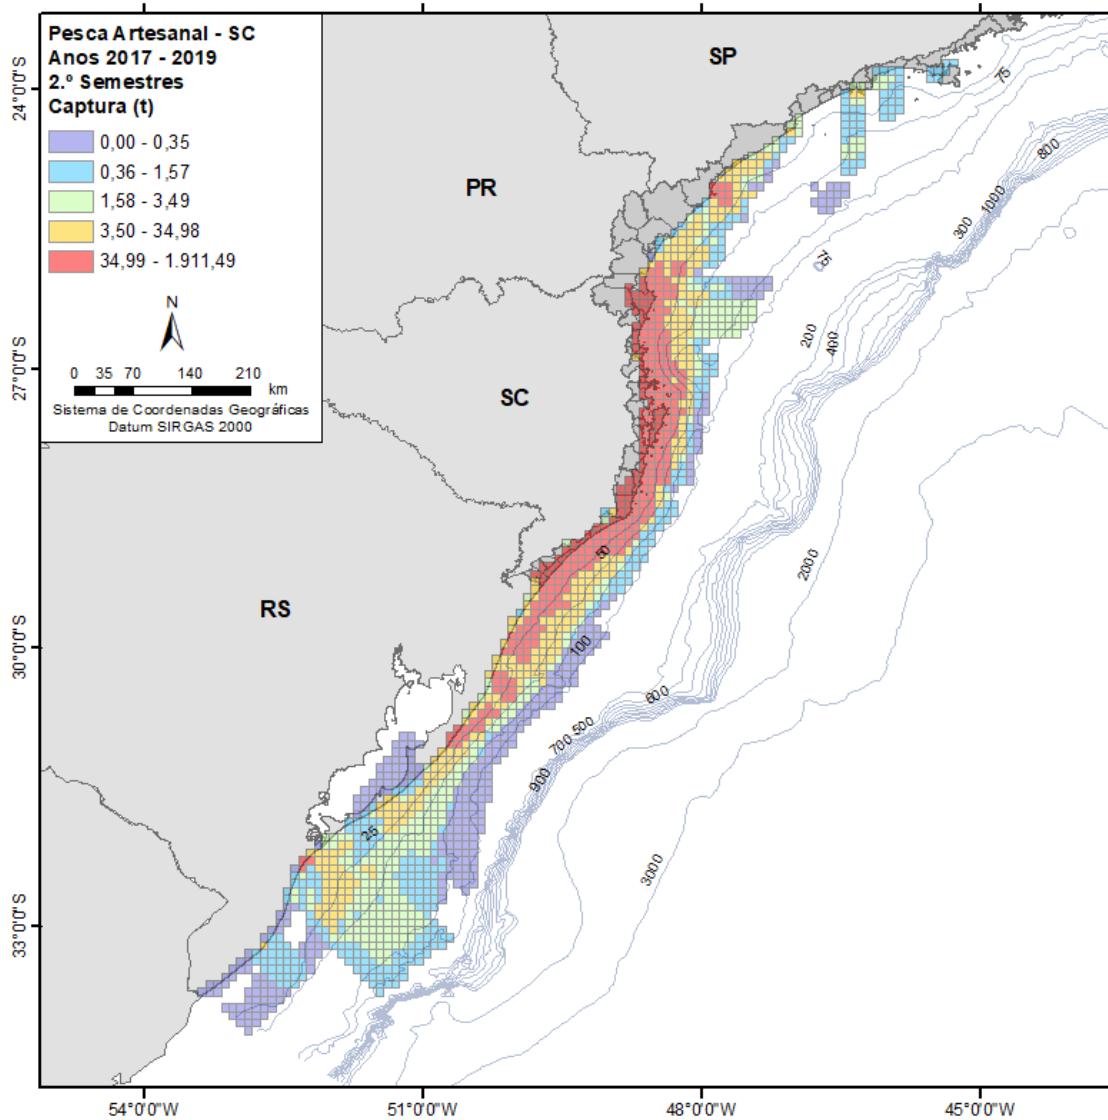 Pesca Artesanal - SC
Anos 2017 - 2019
2.º Semestres
Captura (t)
0,00 - 0,35
0,36 - 1,57
1,58 - 3,49
3,50 - 34,98
34,99 - 1.911,49
N
0 35 70 140 210
km
Sistema de Coordenadas Geográficas
Datum SIRGAS 2000
SP
PR
SC
RS
75
800
1000
300
75
200
400
50
2000
100
600
500
700
900
25
3000
24°0'0"S
27°0'0"S
30°0'0"S
33°0'0"S
54°0'0"W
51°0'0"W
48°0'0"W
45°0'0"W